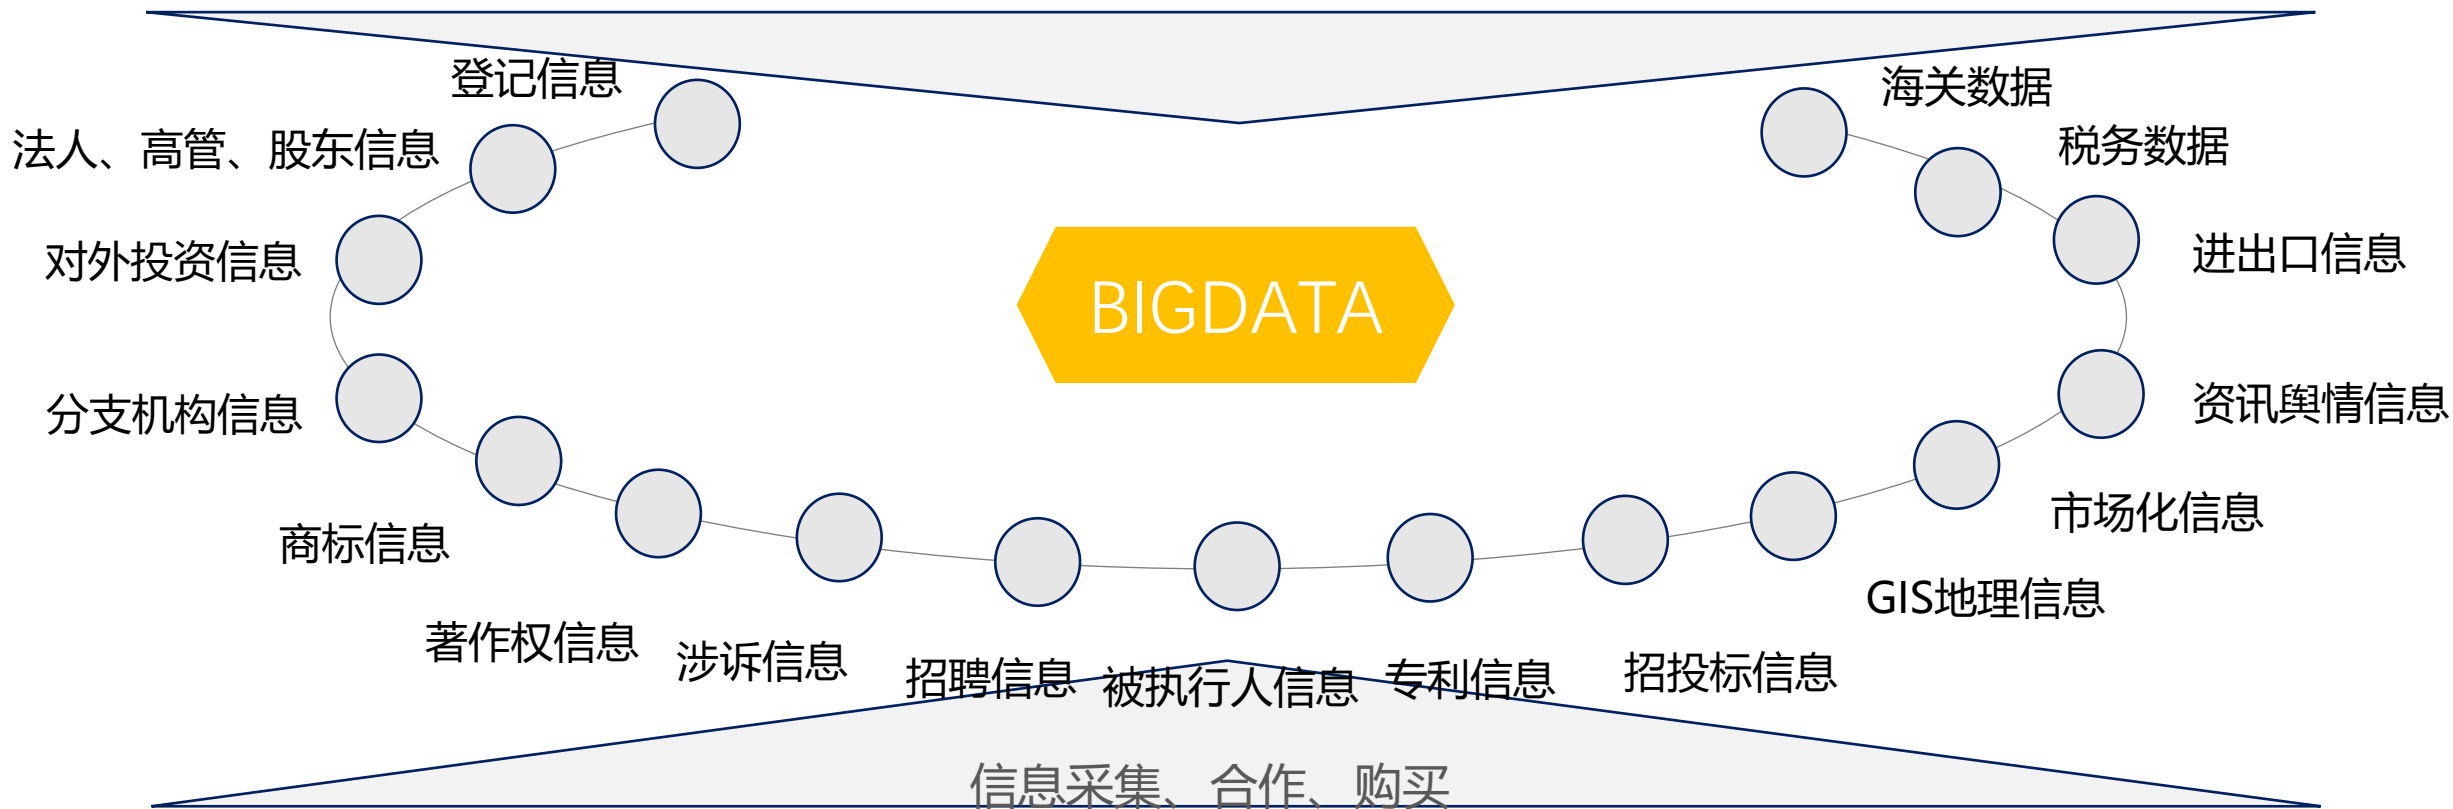 登记信息
海关数据
法人、高管、股东信息
税务数据
对外投资信息
进出口信息
BIGDATA
分支机构信息
资讯舆情信息
商标信息
市场化信息
著作权信息
GIS地理信息
涉诉信息
招聘信息
被执行人信息
专利信息
招投标信息
信息采集、合作、购买